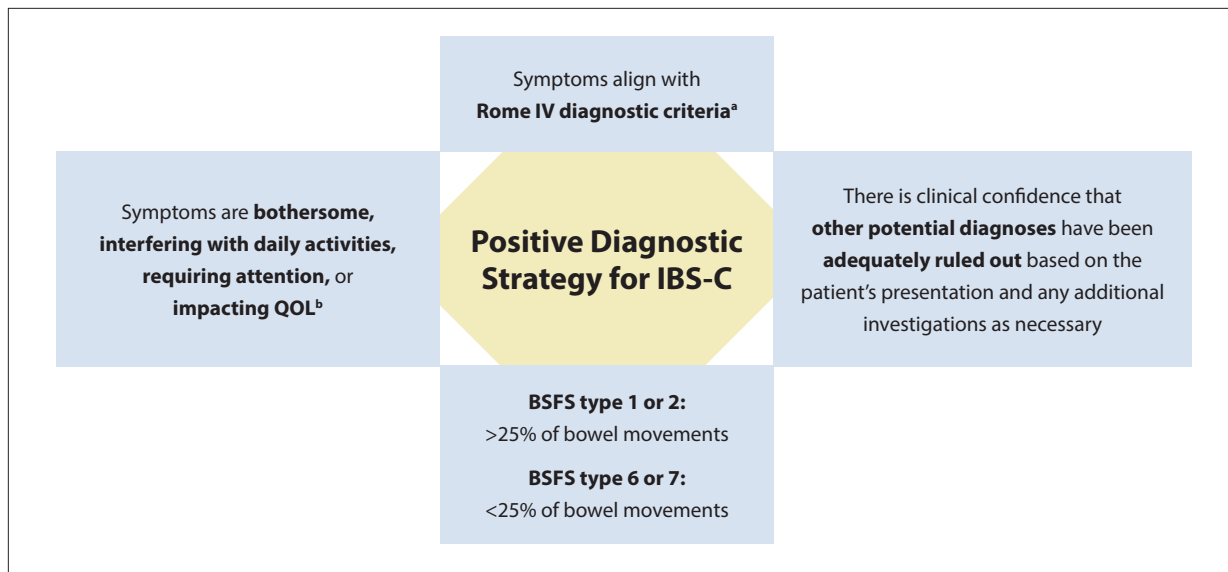 Symptoms align with
Rome IV diagnostic criteriaᵃ
Symptoms are bothersome,
interfering with daily activities,
requiring attention, or
impacting QOLᵇ
Positive Diagnostic
Strategy for IBS-C
There is clinical confidence that
other potential diagnoses have been
adequately ruled out based on the
patient’s presentation and any additional
investigations as necessary
BSFS type 1 or 2:
>25% of bowel movements
BSFS type 6 or 7:
<25% of bowel movements